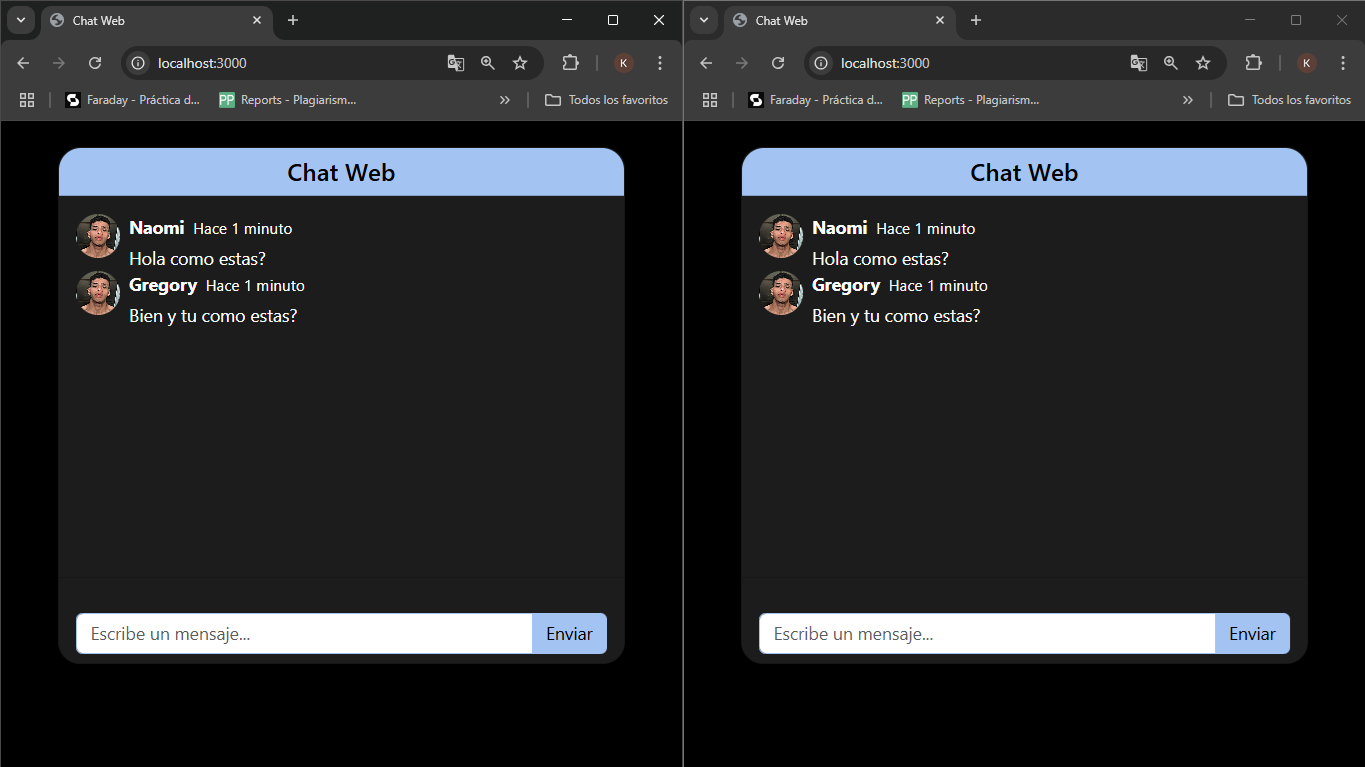 Chat Web
localhost:3000
K
Faraday - Práctica d...
PP Reports - Plagiarism...
Todos los favoritos
Chat Web
Naomi Hace 1 minuto
Hola como estas?
Gregory Hace 1 minuto
Bien y tu como estas?
Escribe un mensaje...
Enviar
Chat Web
localhost:3000
K
Faraday - Práctica d...
PP Reports - Plagiarism...
Todos los favoritos
Chat Web
Naomi Hace 1 minuto
Hola como estas?
Gregory Hace 1 minuto
Bien y tu como estas?
Escribe un mensaje...
Enviar